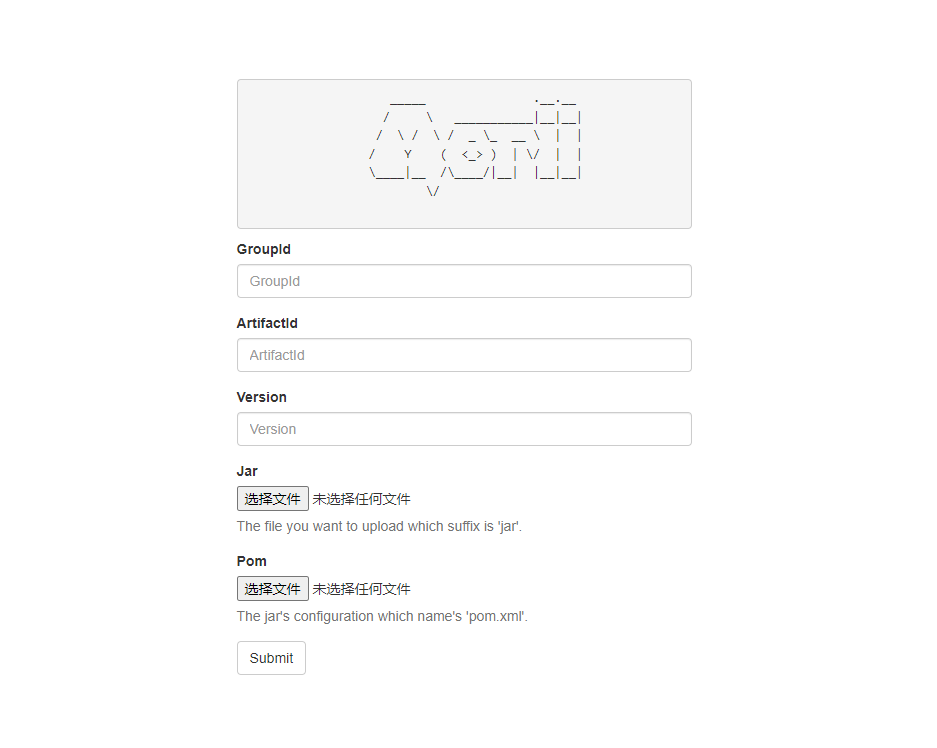 _____               .__.__
 /     \   ___________|__|__|
/  \ /  \ /  _ \_  __ \  |  |
/    Y    (  <_> )  | \/  |  |
\____|__  /\____/|__|  |__|__|
        \/
GroupId
GroupId
ArtifactId
ArtifactId
Version
Version
Jar
选择文件 未选择任何文件
The file you want to upload which suffix is 'jar'.
Pom
选择文件 未选择任何文件
The jar's configuration which name's 'pom.xml'.
Submit